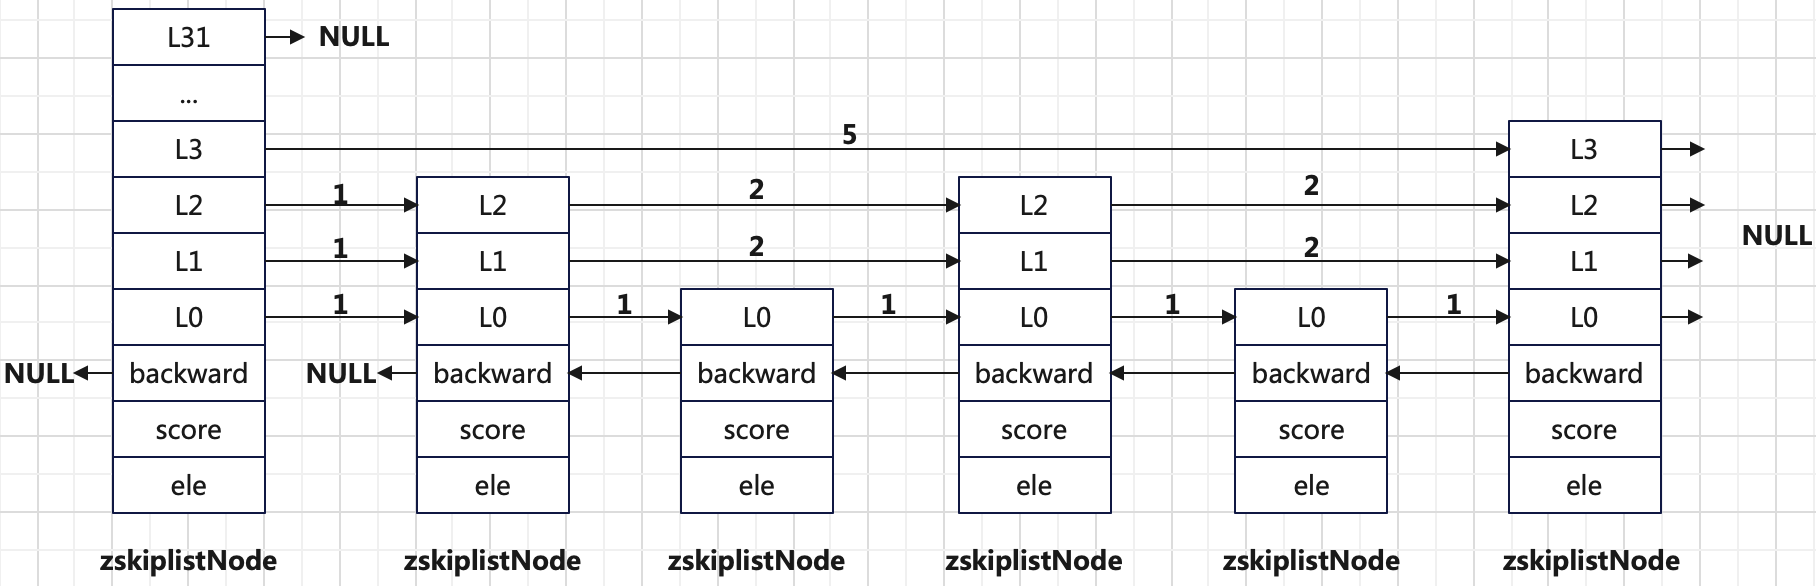 L31 NULL
...
5
L3 L3
1 2 2
L2 L2 L2 L2
NULL
1 2 2
L1 L1 L1 L1
1 1 1 1 1
L0 L0 L0 L0 L0 L0
NULL backward NULL backward backward backward backward backward
score score score score score score
ele ele ele ele ele ele
zskiplistNode zskiplistNode zskiplistNode zskiplistNode zskiplistNode zskiplistNode